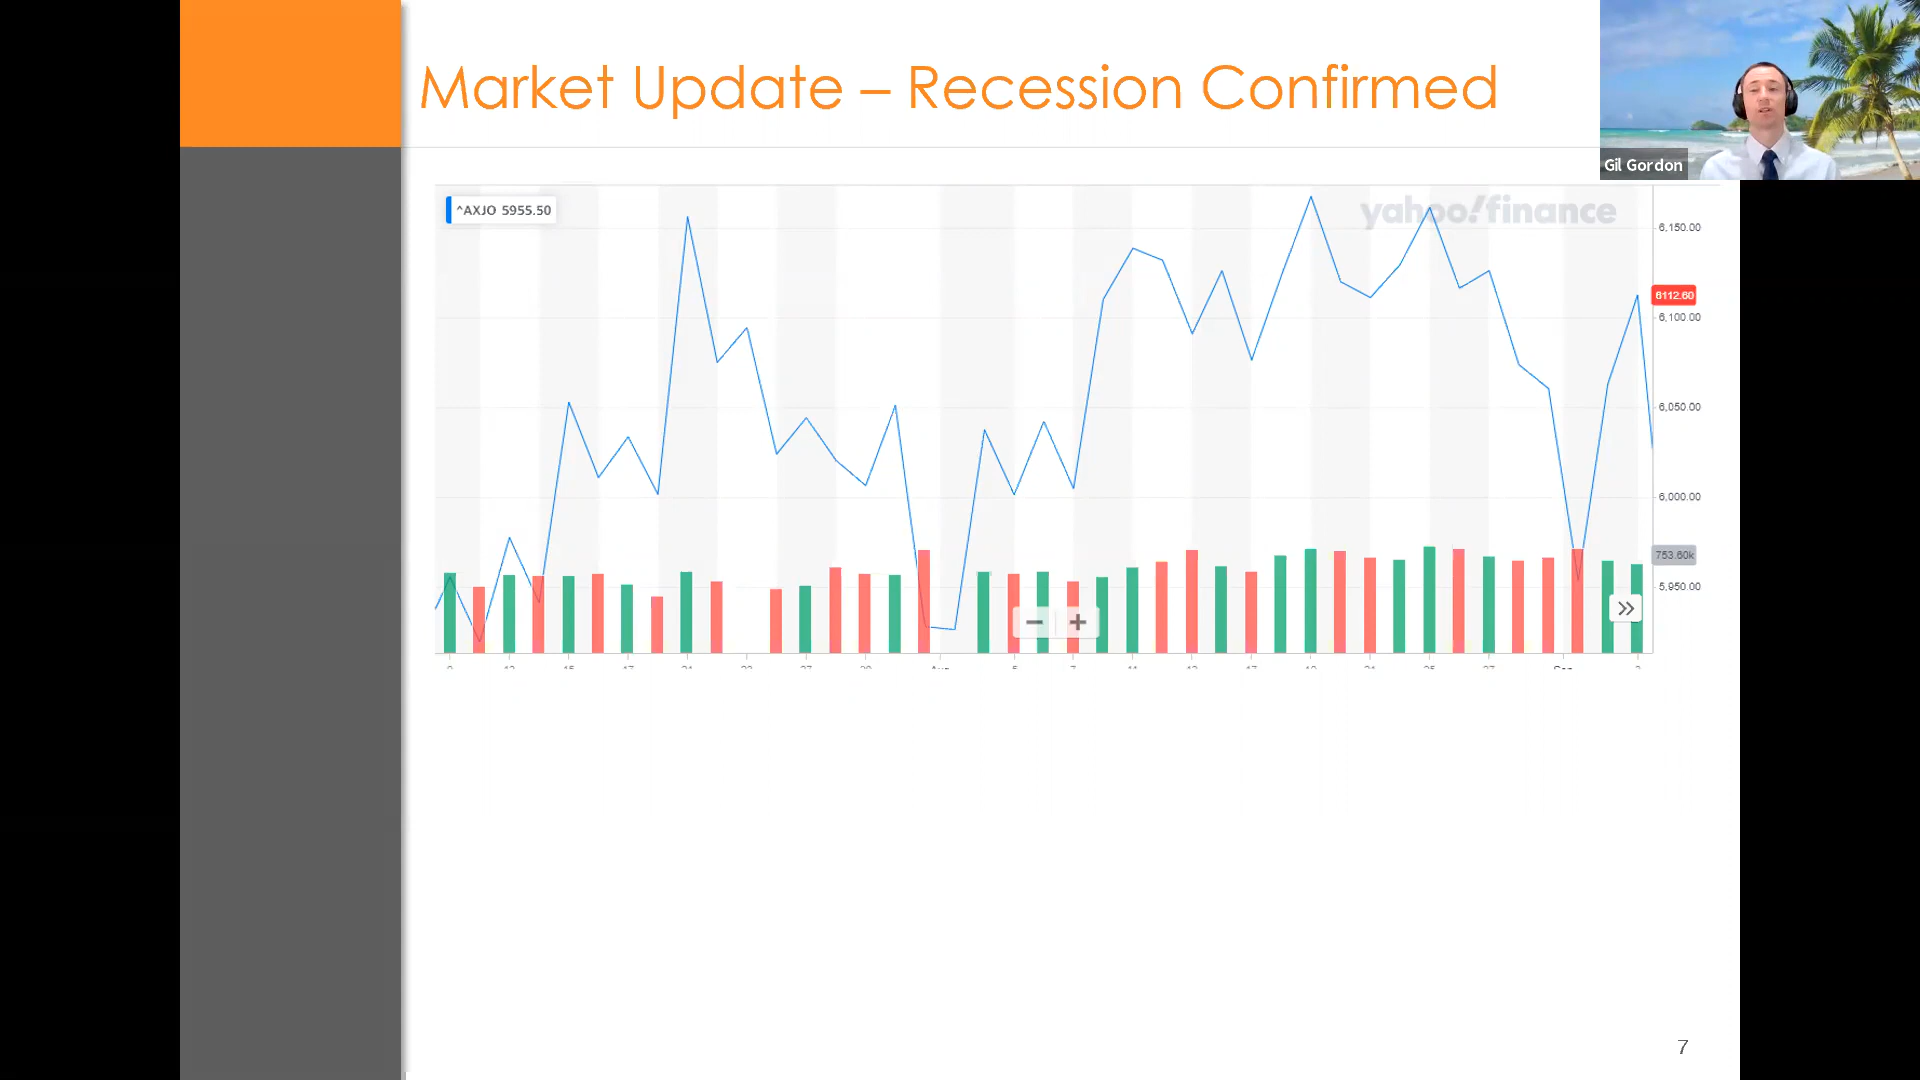 Market Update – Recession Confirmed
Gil Gordon
^AXJO 5955.50
yahoo!finance
6,150.00
6112.60
6,100.00
6,050.00
6,000.00
753.60k
5,950.00
7